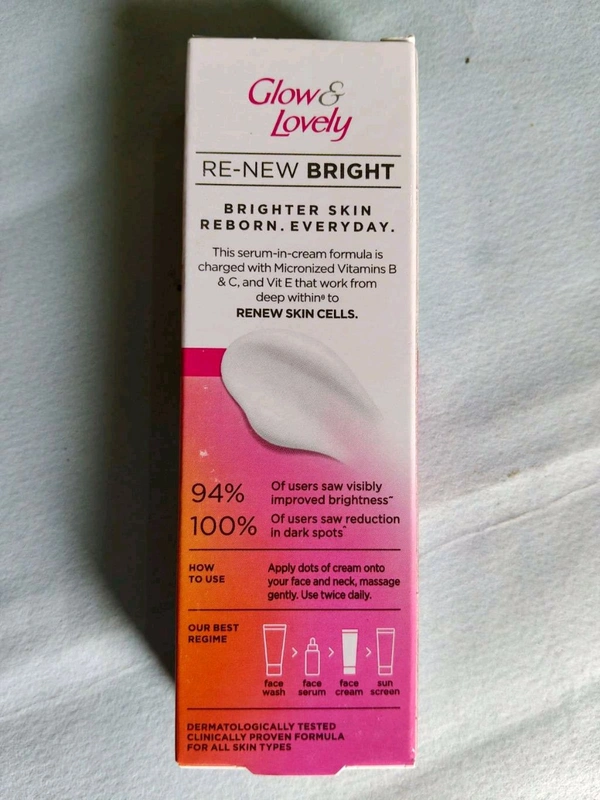 Glow &
Lovely
RE-NEW BRIGHT
BRIGHTER SKIN
REBORN. EVERYDAY.
This serum-in-cream formula is
charged with Micronized Vitamins B
& C, and Vit E that work from
deep within⁸ to
RENEW SKIN CELLS.
94% Of users saw visibly
improved brightness~
100% Of users saw reduction
in dark spots^
HOW
TO USE
Apply dots of cream onto
your face and neck, massage
gently. Use twice daily.
OUR BEST
REGIME
face wash > face serum > face cream > sun screen
DERMATOLOGICALLY TESTED
CLINICALLY PROVEN FORMULA
FOR ALL SKIN TYPES